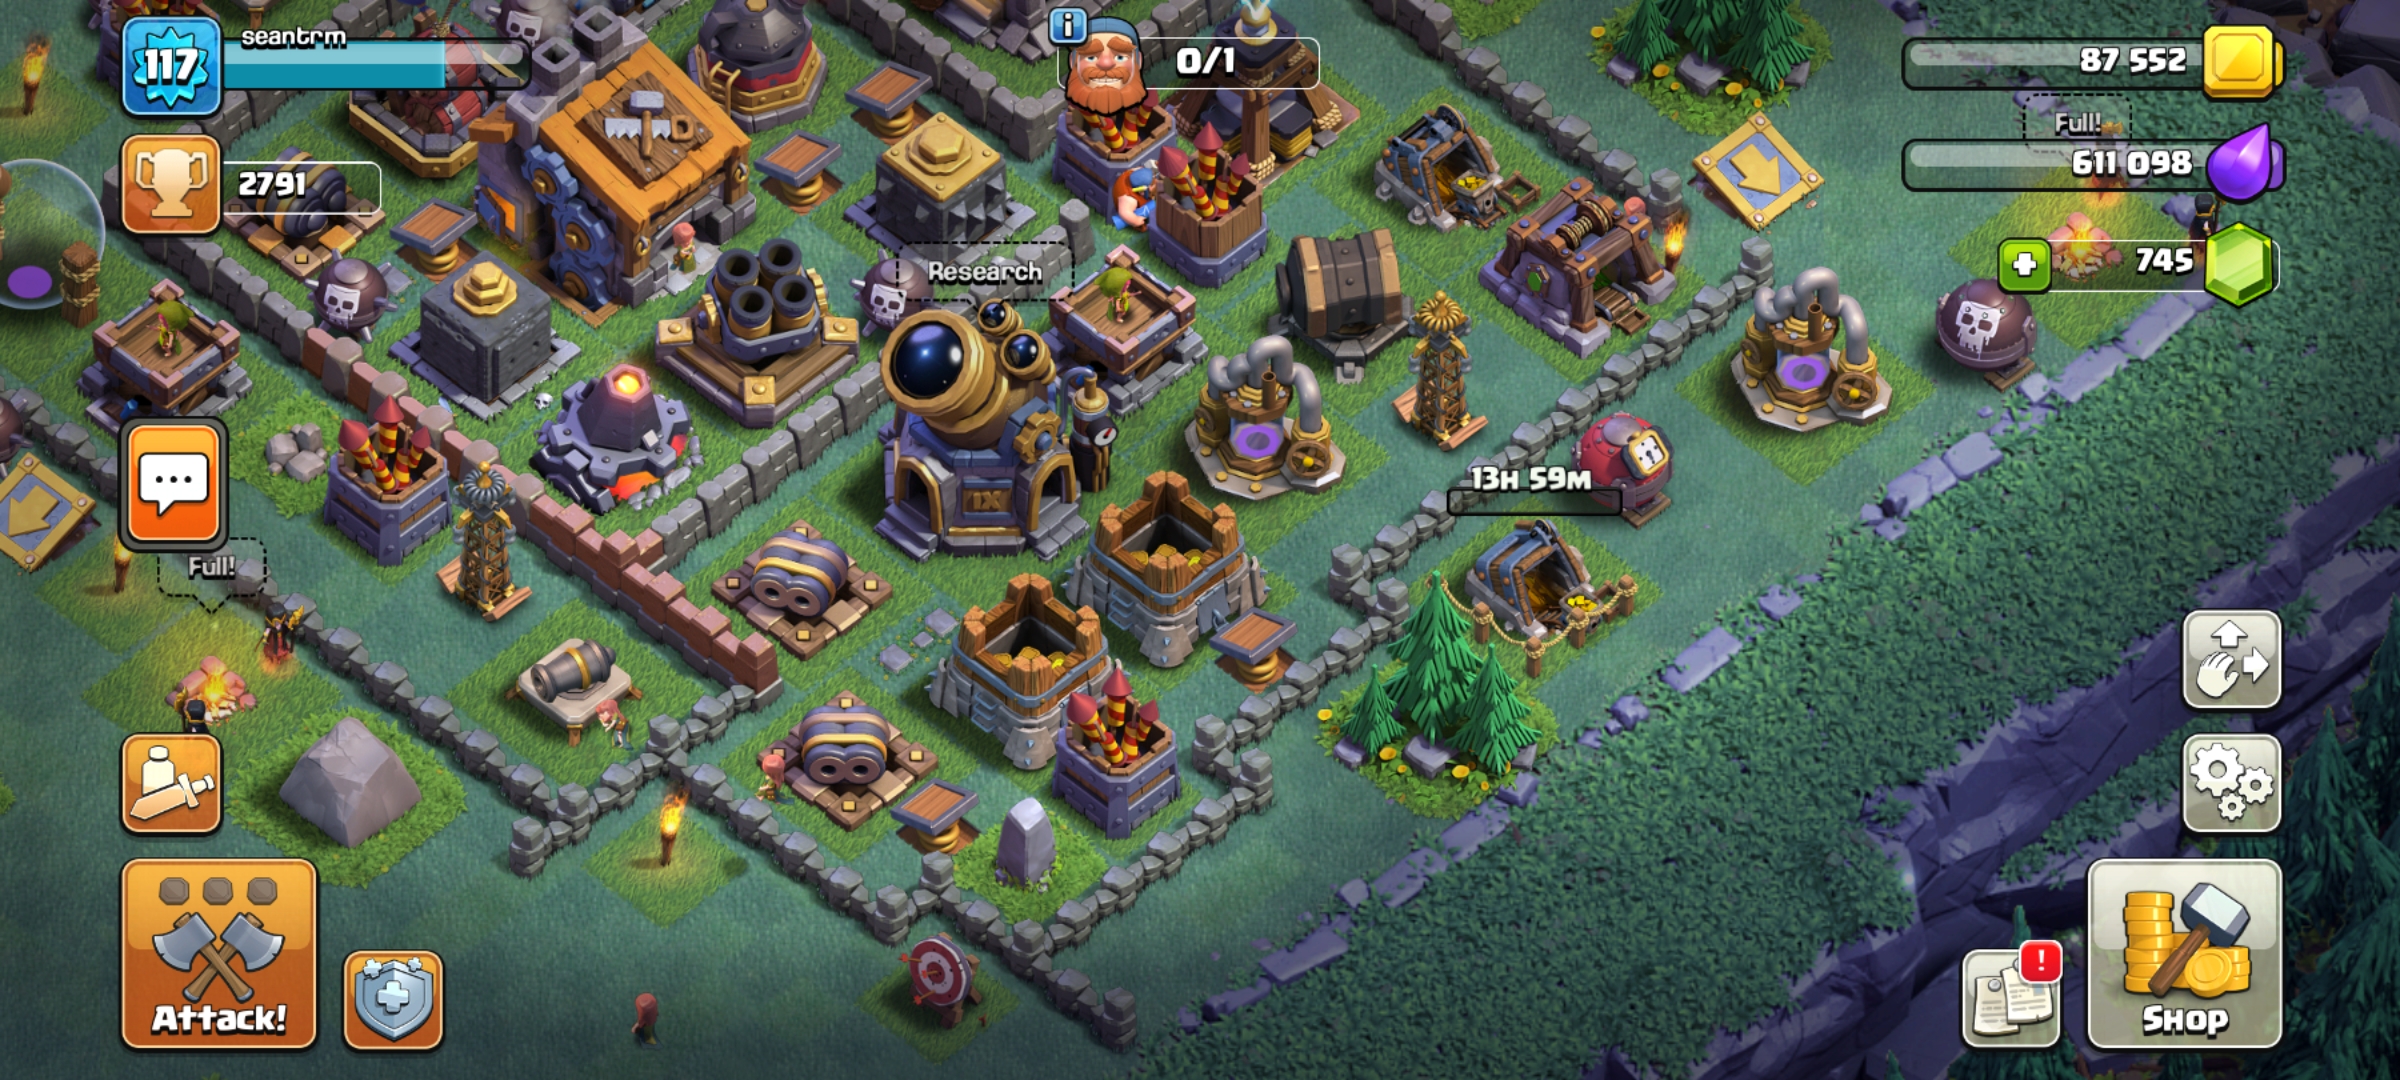 117
seantrm
0/1
87 552
Full!
611 098
2791
745
Research
13H 59M
Full!
IX
Attack!
!
Shop